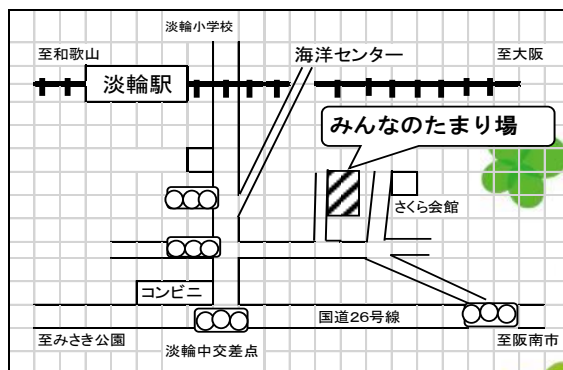 淡輪小学校
至和歌山
海洋センター
至大阪
淡輪駅
みんなのたまり場
さくら会館
コンビニ
国道26号線
至みさき公園
淡輪中交差点
至阪南市